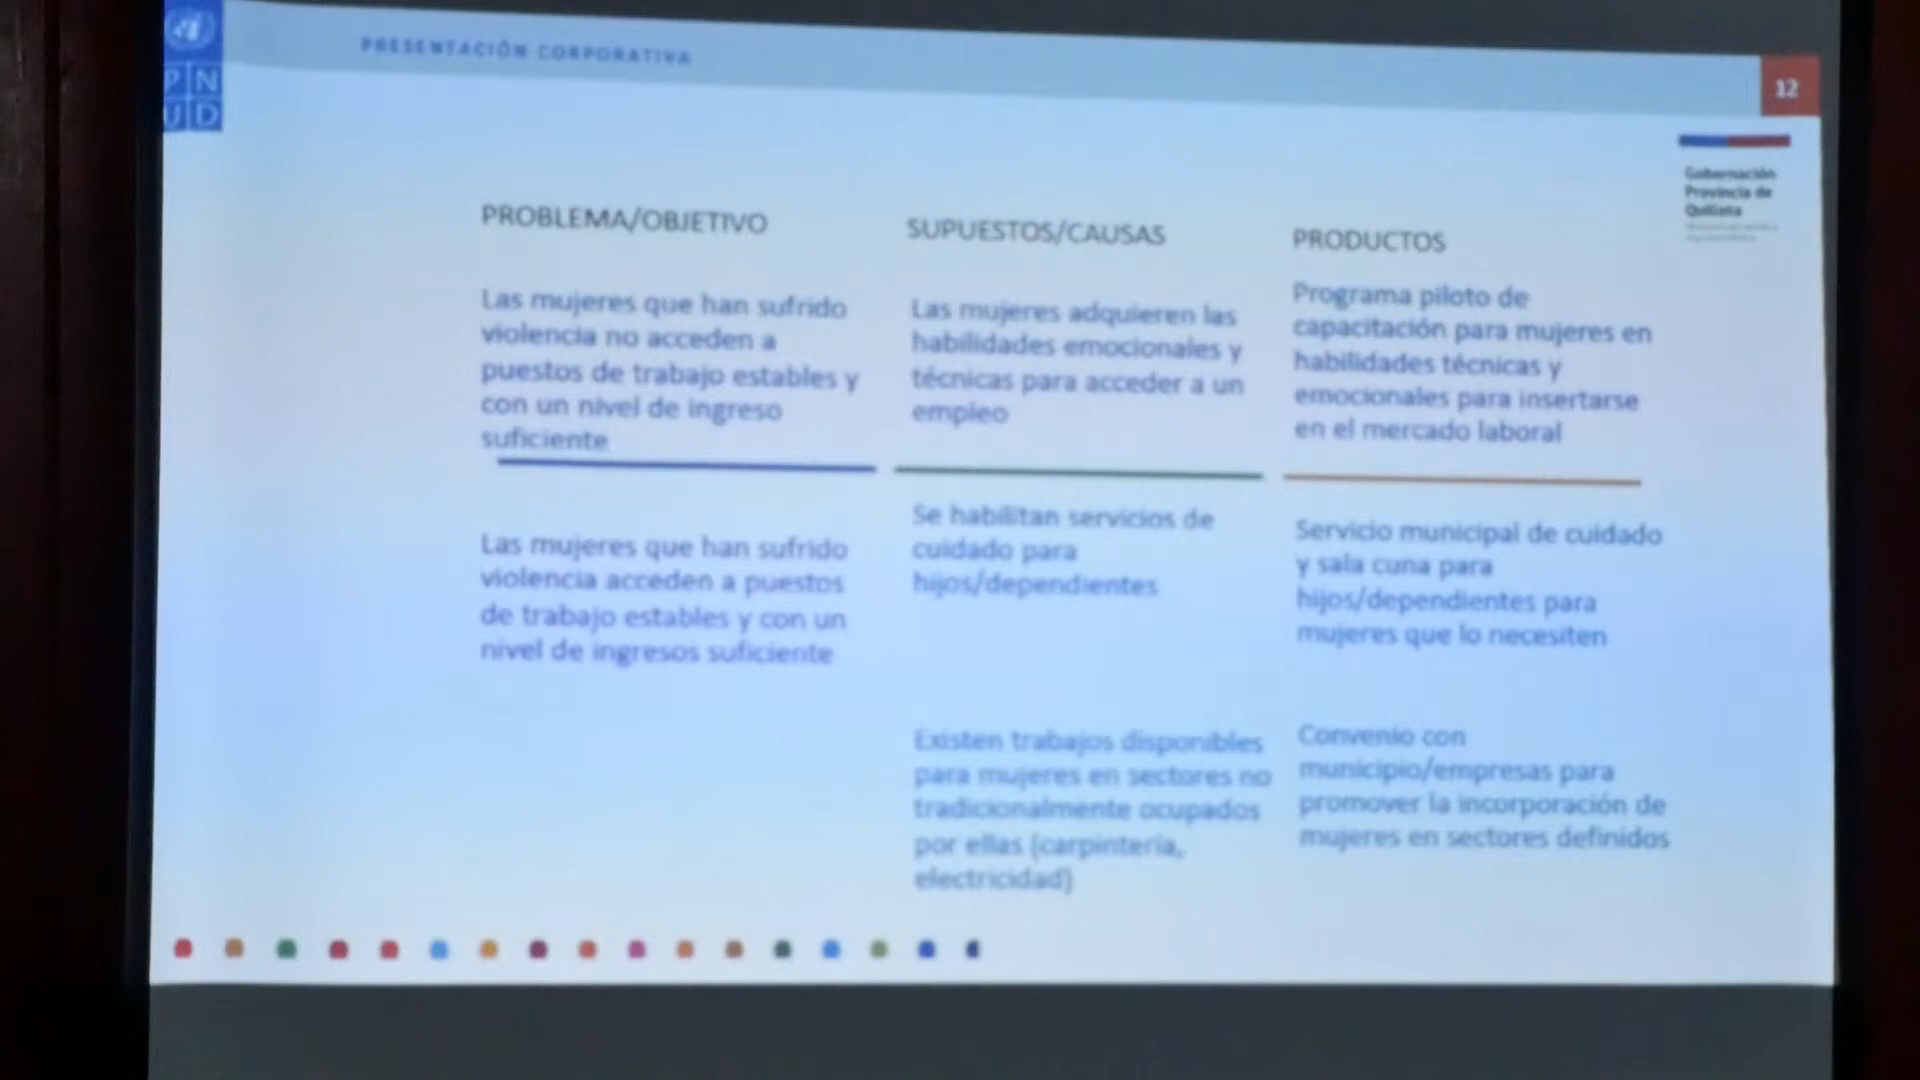 PNUD
PRESENTACIÓN CORPORATIVA
12
Gobernación
Provincia de
Quillota
PROBLEMA/OBJETIVO
Las mujeres que han sufrido
violencia no acceden a
puestos de trabajo estables y
con un nivel de ingreso
suficiente
Las mujeres que han sufrido
violencia acceden a puestos
de trabajo estables y con un
nivel de ingresos suficiente
SUPUESTOS/CAUSAS
Las mujeres adquieren las
habilidades emocionales y
técnicas para acceder a un
empleo
Se habilitan servicios de
cuidado para
hijos/dependientes
Existen trabajos disponibles
para mujeres en sectores no
tradicionalmente ocupados
por ellas (carpintería,
electricidad)
PRODUCTOS
Programa piloto de
capacitación para mujeres en
habilidades técnicas y
emocionales para insertarse
en el mercado laboral
Servicio municipal de cuidado
y sala cuna para
hijos/dependientes para
mujeres que lo necesiten
Convenio con
municipio/empresas para
promover la incorporación de
mujeres en sectores definidos